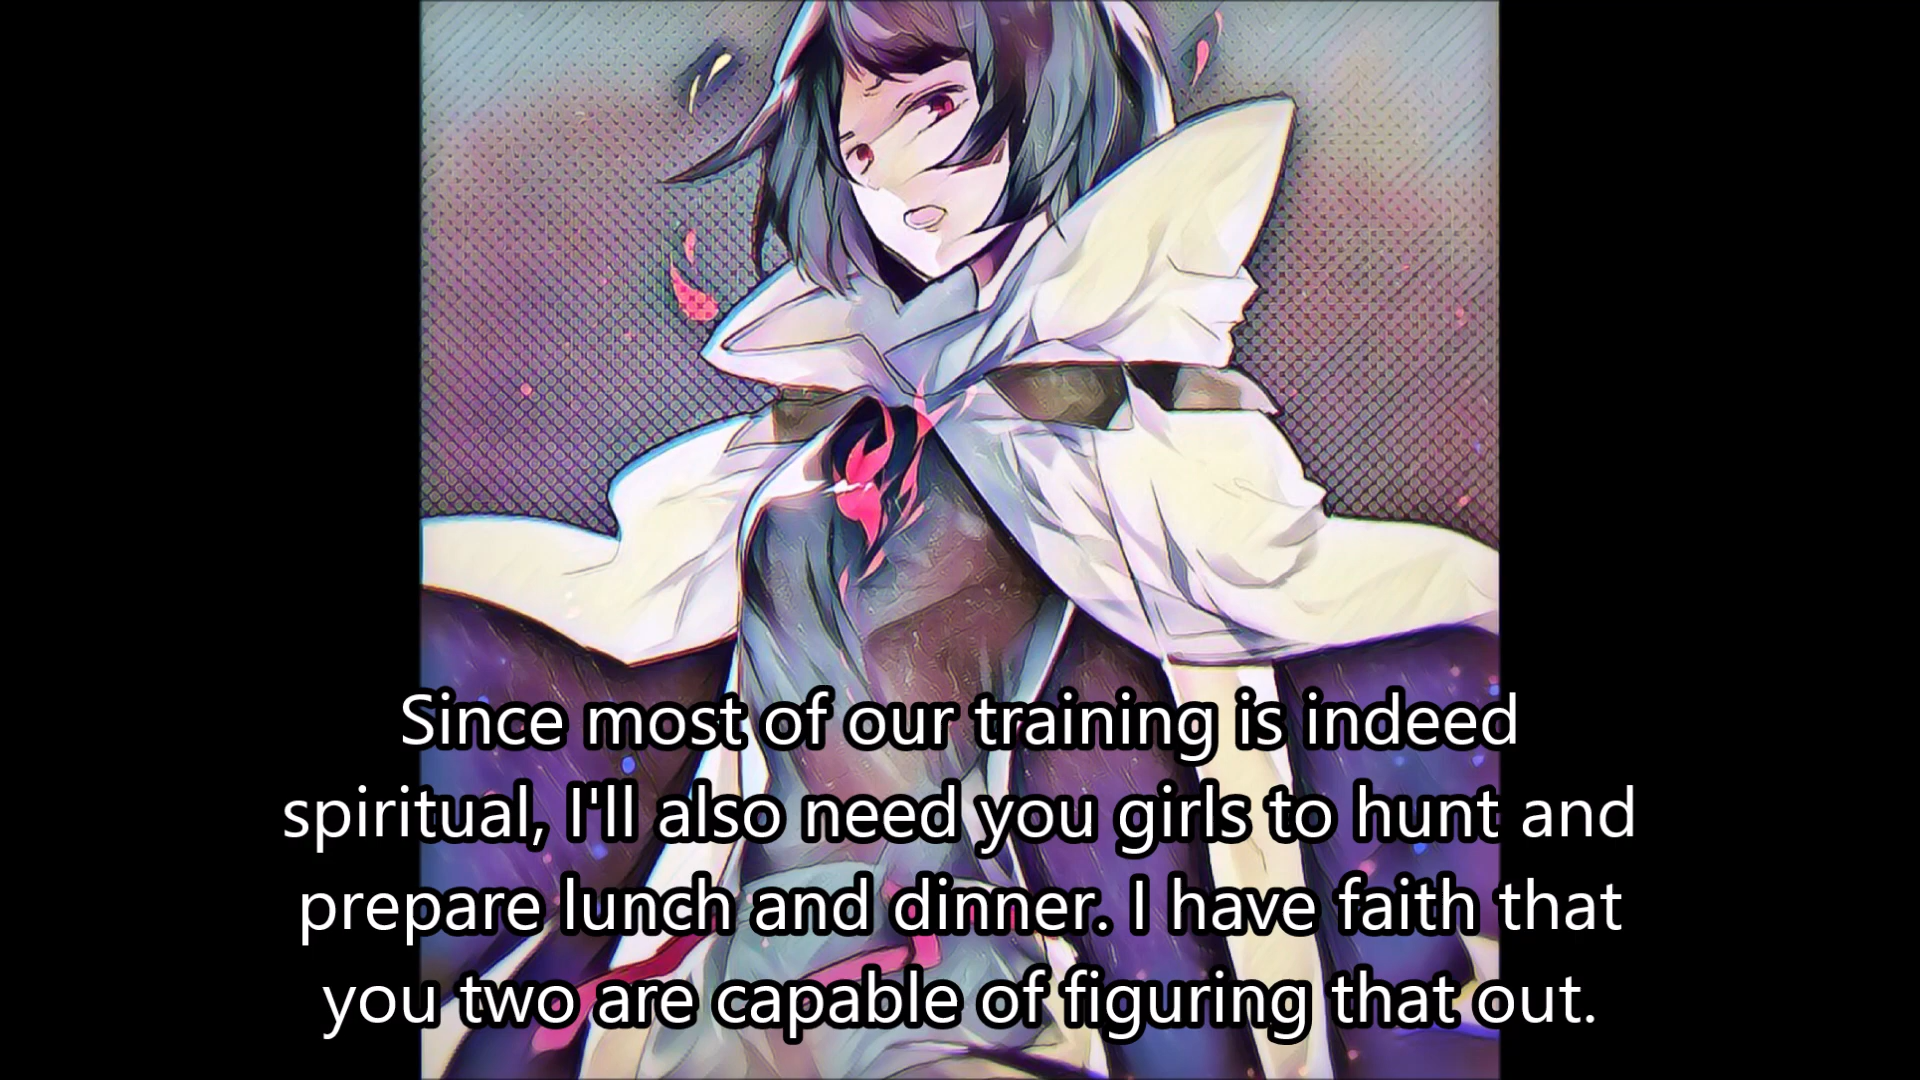 Since most of our training is indeed
spiritual, I'll also need you girls to hunt and
prepare lunch and dinner. I have faith that
you two are capable of figuring that out.